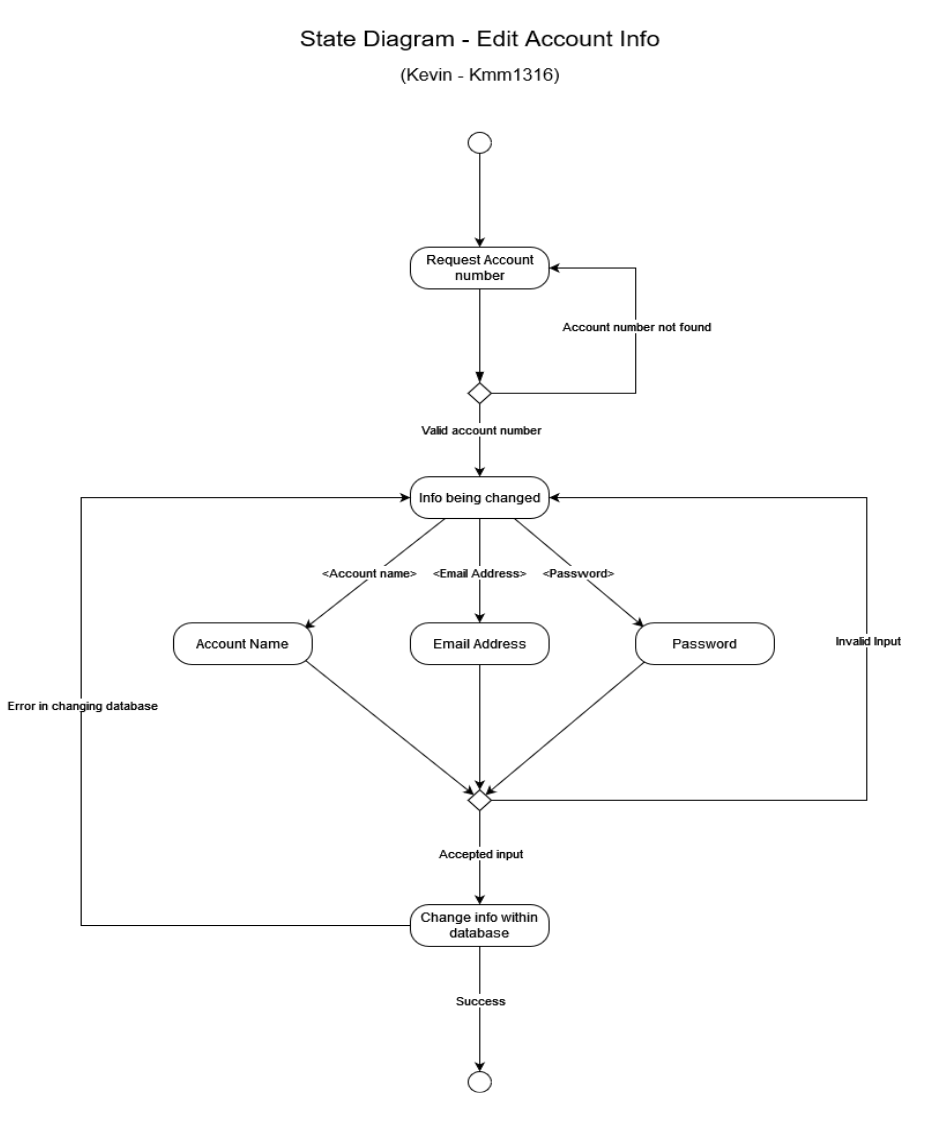 State Diagram - Edit Account Info
(Kevin - Kmm1316)
Request Account
number
Account number not found
Valid account number
Info being changed
<Account name>
<Email Address>
<Password>
Account Name
Email Address
Password
Invalid Input
Error in changing database
Accepted input
Change info within
database
Success